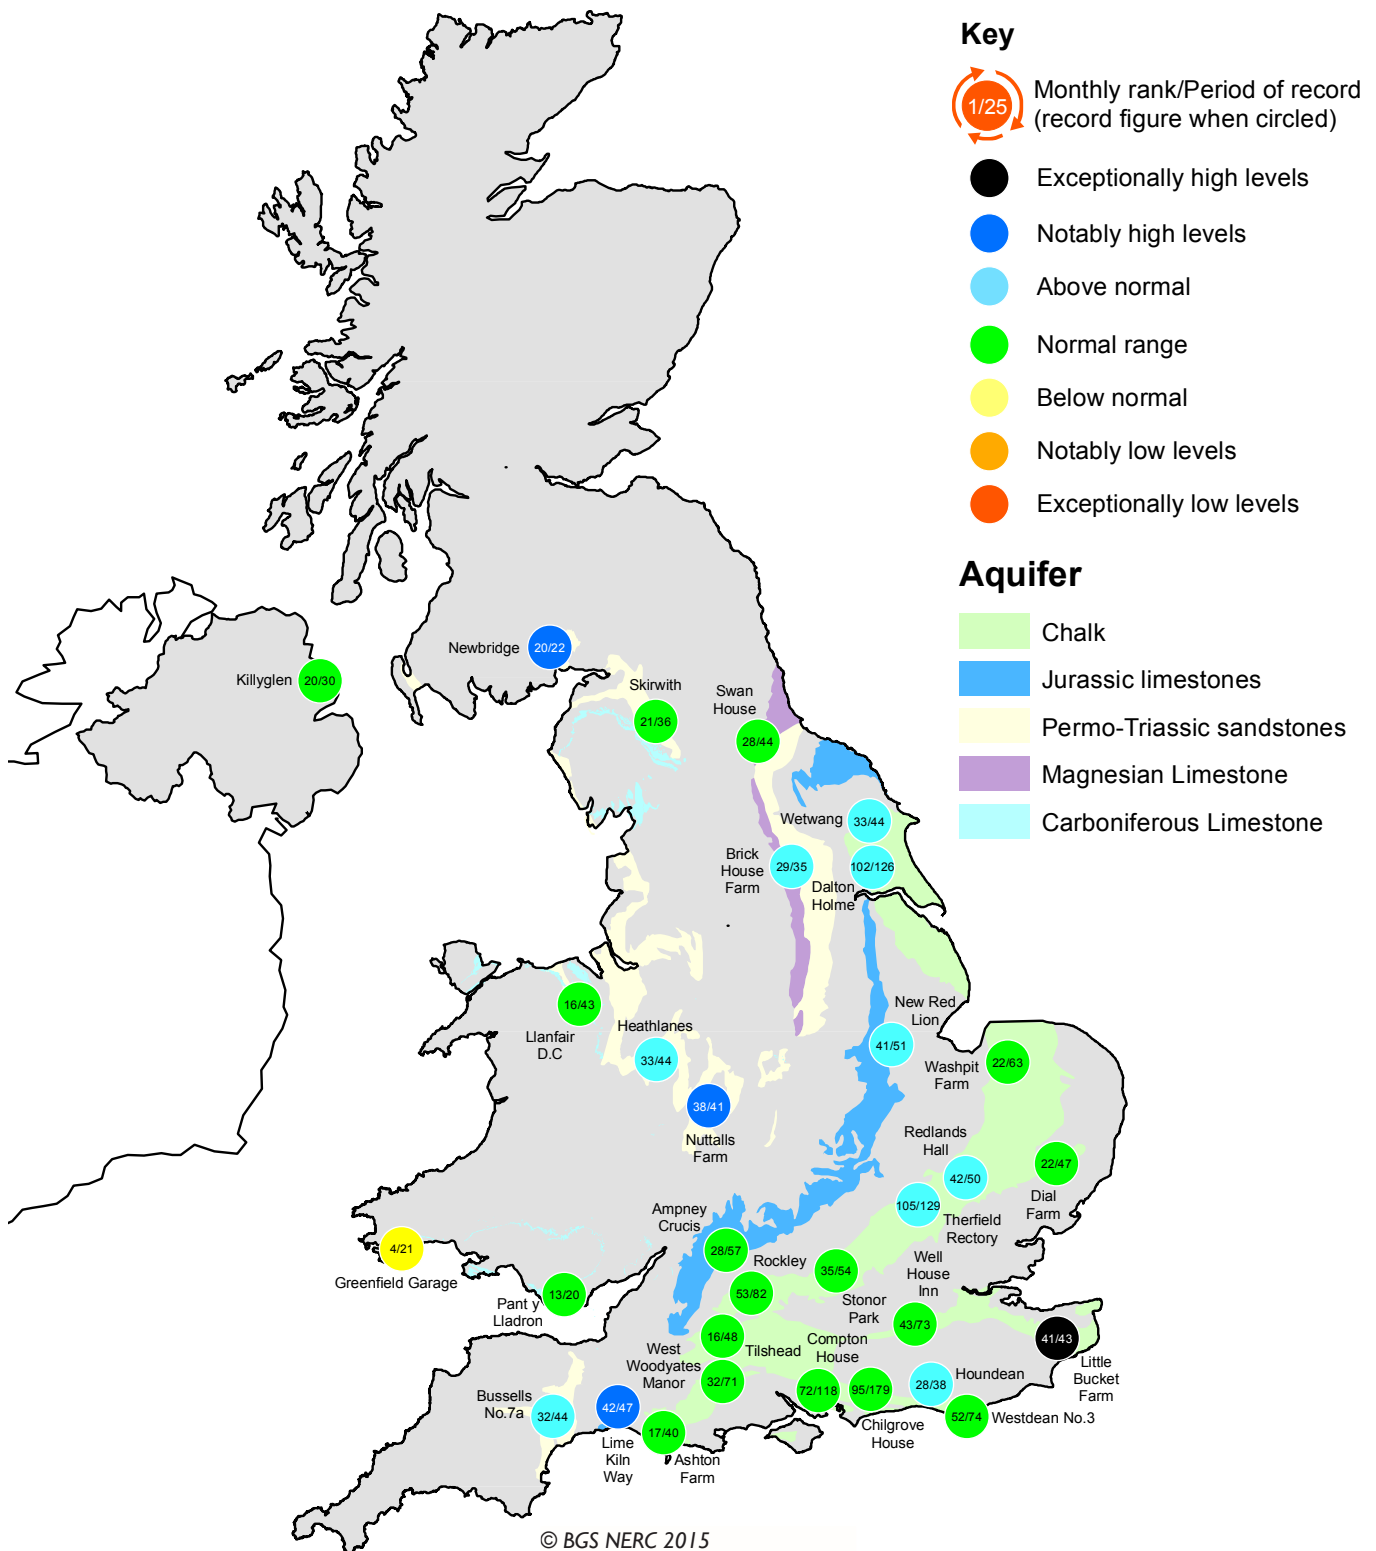 Key
1/25
Monthly rank/Period of record
(record figure when circled)
Exceptionally high levels
Notably high levels
Above normal
Normal range
Below normal
Notably low levels
Exceptionally low levels
Aquifer
Chalk
Jurassic limestones
Permo-Triassic sandstones
Magnesian Limestone
Carboniferous Limestone
Newbridge
20/22
Killyglen
20/30
Skirwith
21/36
Swan
House
28/44
Wetwang
33/44
Brick
House
Farm
29/35
102/126
Dalton
Holme
16/43
Llanfair
D.C
Heathlanes
33/44
38/41
Nuttalls
Farm
New Red
Lion
41/51
Washpit
Farm
22/63
Redlands
Hall
42/50
22/47
Dial
Farm
105/129
Therfield
Rectory
Ampney
Crucis
28/57
4/21
Greenfield Garage
13/20
Pant y
Lladron
Rockley
53/82
35/54
Stonor
Park
Well
House
Inn
43/73
16/48
Tilshead
West
Woodyates
Manor
32/71
Compton
House
72/118
95/179
Chilgrove
House
Houndean
28/38
41/43
Little
Bucket
Farm
52/74
Westdean No.3
Bussells
No.7a
32/44
42/47
Lime
Kiln
Way
17/40
Ashton
Farm
© BGS NERC 2015